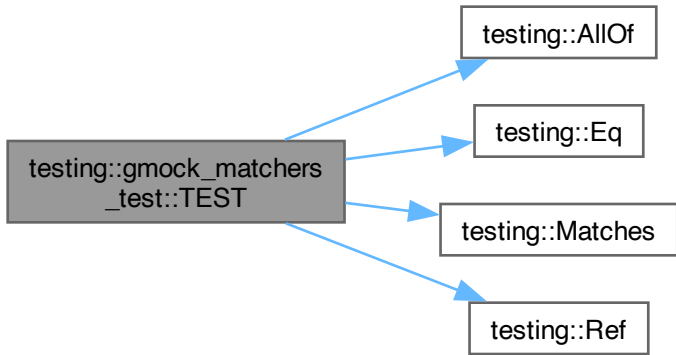 testing::gmock_matchers
_test::TEST
testing::AllOf
testing::Eq
testing::Matches
testing::Ref